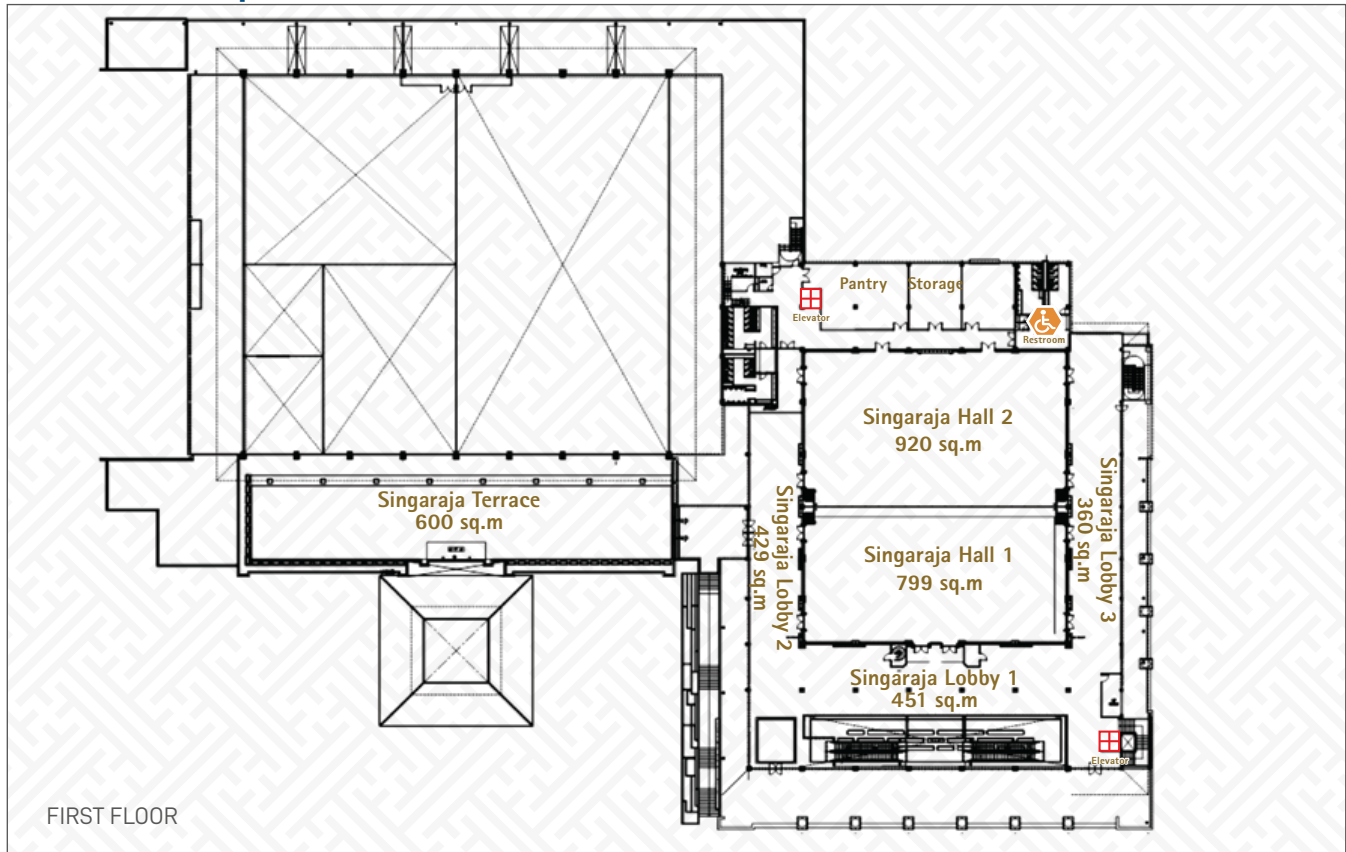 Pantry
Storage
Elevator
Restroom
Singaraja Hall 2
920 sq.m
Singaraja Terrace
600 sq.m
Singaraja Lobby 2
429 sq.m
Singaraja Lobby 3
360 sq.m
Singaraja Hall 1
799 sq.m
Singaraja Lobby 1
451 sq.m
Elevator
FIRST FLOOR